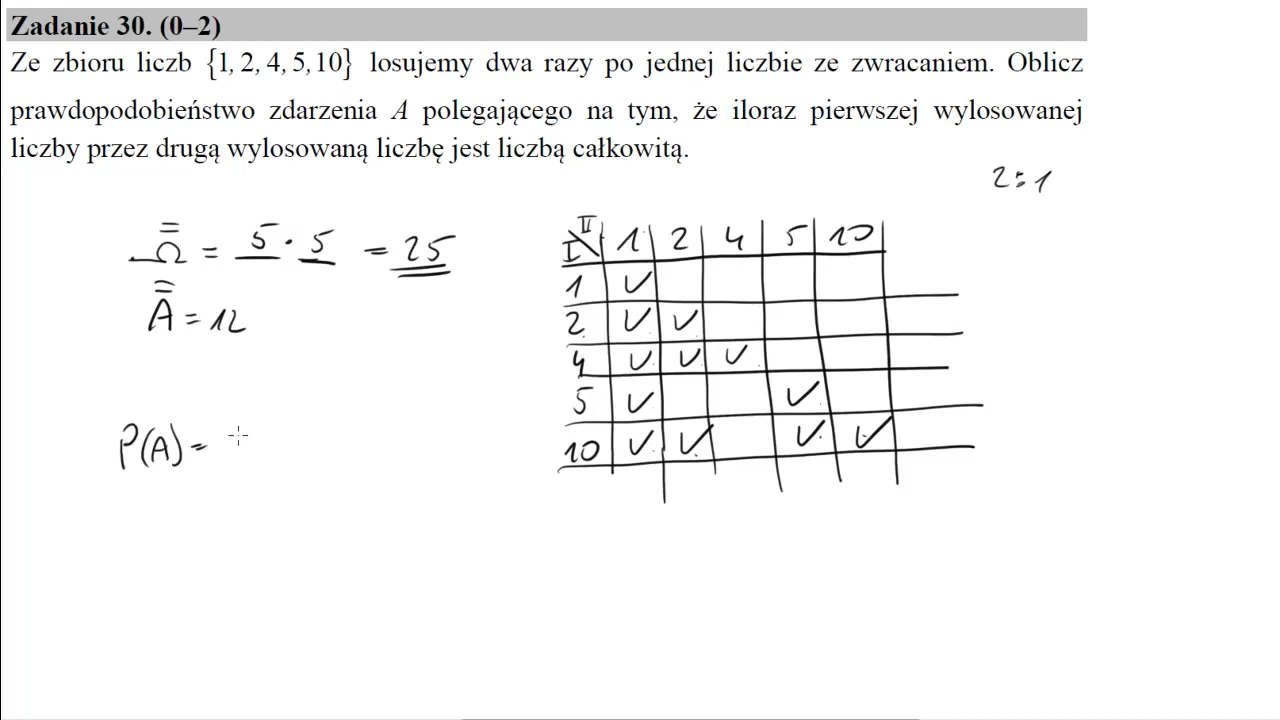 Zadanie 30. (0–2)
Ze zbioru liczb {1, 2, 4, 5, 10} losujemy dwa razy po jednej liczbie ze zwracaniem. Oblicz
prawdopodobieństwo zdarzenia A polegającego na tym, że iloraz pierwszej wylosowanej
liczby przez drugą wylosowaną liczbę jest liczbą całkowitą.
2:1
Ω = 5 · 5 = 25
A = 12
P(A) =
I \ II 1 2 4 5 10
1 ✓
2 ✓ ✓
4 ✓ ✓ ✓
5 ✓ ✓
10 ✓ ✓ ✓ ✓